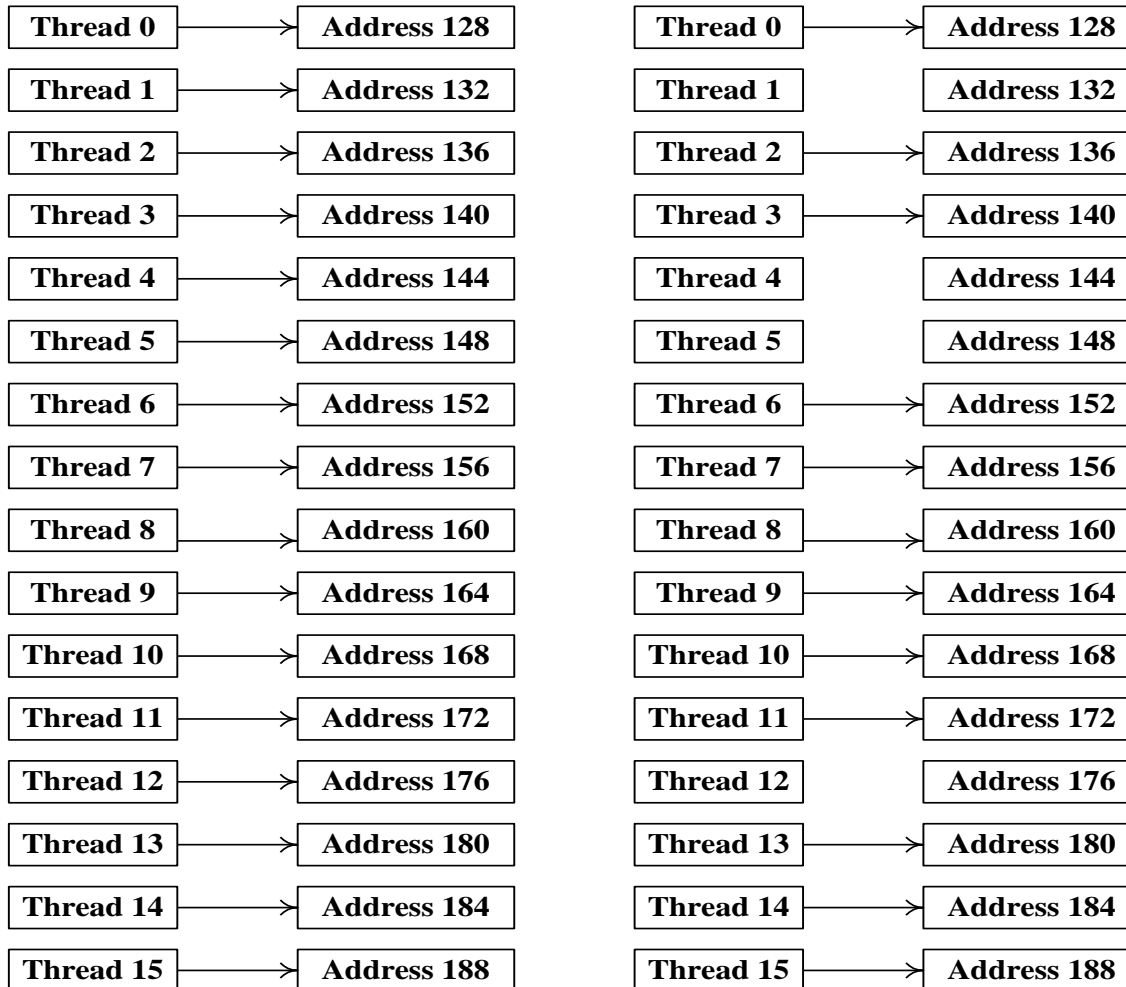 Thread 0 Address 128 Thread 0 Address 128
Thread 1 Address 132 Thread 1 Address 132
Thread 2 Address 136 Thread 2 Address 136
Thread 3 Address 140 Thread 3 Address 140
Thread 4 Address 144 Thread 4 Address 144
Thread 5 Address 148 Thread 5 Address 148
Thread 6 Address 152 Thread 6 Address 152
Thread 7 Address 156 Thread 7 Address 156
Thread 8 Address 160 Thread 8 Address 160
Thread 9 Address 164 Thread 9 Address 164
Thread 10 Address 168 Thread 10 Address 168
Thread 11 Address 172 Thread 11 Address 172
Thread 12 Address 176 Thread 12 Address 176
Thread 13 Address 180 Thread 13 Address 180
Thread 14 Address 184 Thread 14 Address 184
Thread 15 Address 188 Thread 15 Address 188